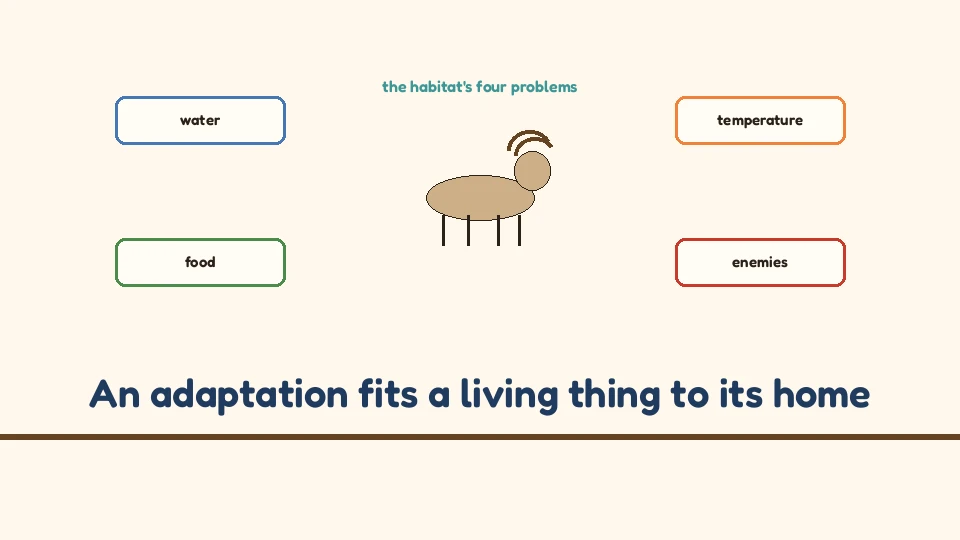 the habitat's four problems
water
temperature
food
enemies
An adaptation fits a living thing to its home